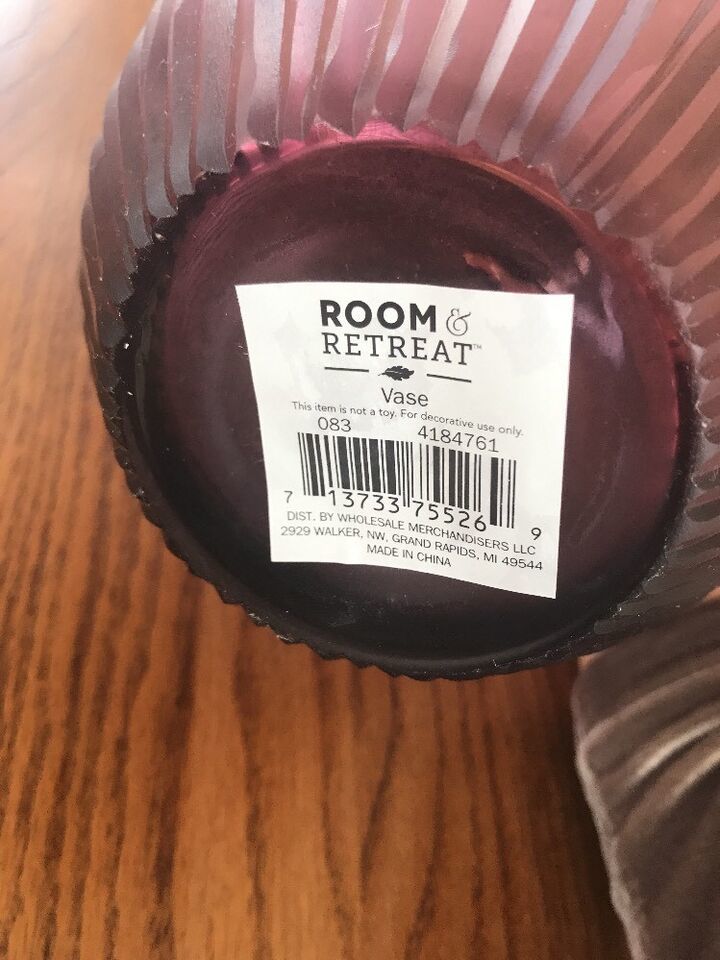 ROOM &
RETREAT™
Vase
This item is not a toy. For decorative use only.
083 4184761
7 13733 75526 9
DIST. BY WHOLESALE MERCHANDISERS LLC
2929 WALKER, NW, GRAND RAPIDS, MI 49544
MADE IN CHINA